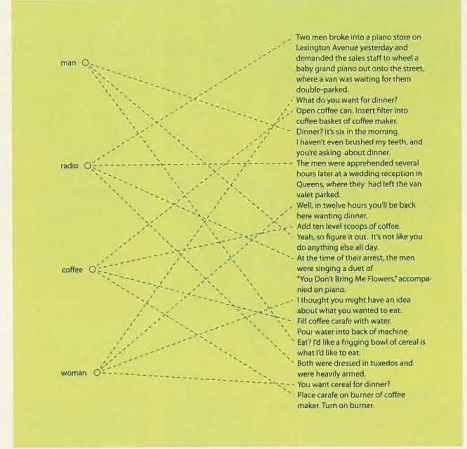 man
radio
coffee
woman
Two men broke into a piano store on
Lexington Avenue yesterday and
demanded the sales staff to wheel a
baby grand piano out onto the street,
where a van was waiting for them
double-parked.
What do you want for dinner?
Open coffee can. Insert filter into
coffee basket of coffee maker.
Dinner? It's six in the morning.
I haven't even brushed my teeth, and
you're asking about dinner.
The men were apprehended several
hours later at a wedding reception in
Queens, where they had left the van
valet parked.
Well, in twelve hours you'll be back
here wanting dinner.
Add ten level scoops of coffee.
Yeah, so figure it out. It's not like you
do anything else all day.
At the time of their arrest, the men
were singing a duet of
"You Don't Bring Me Flowers," accompa-
nied on piano.
I thought you might have an idea
about what you wanted to eat.
Fill coffee carafe with water.
Pour water into back of machine.
Eat? I'd like a frigging bowl of cereal is
what I'd like to eat.
Both were dressed in tuxedos and
were heavily armed.
You want cereal for dinner?
Place carafe on burner of coffee
maker. Turn on burner.